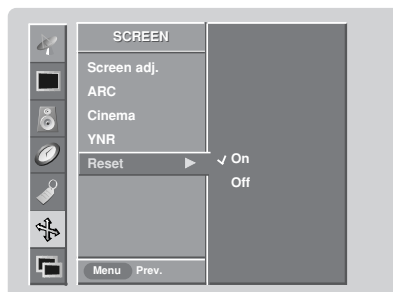 SCREEN
Screen adj.
ARC
Cinema
YNR
Reset
On
Off
Menu Prev.